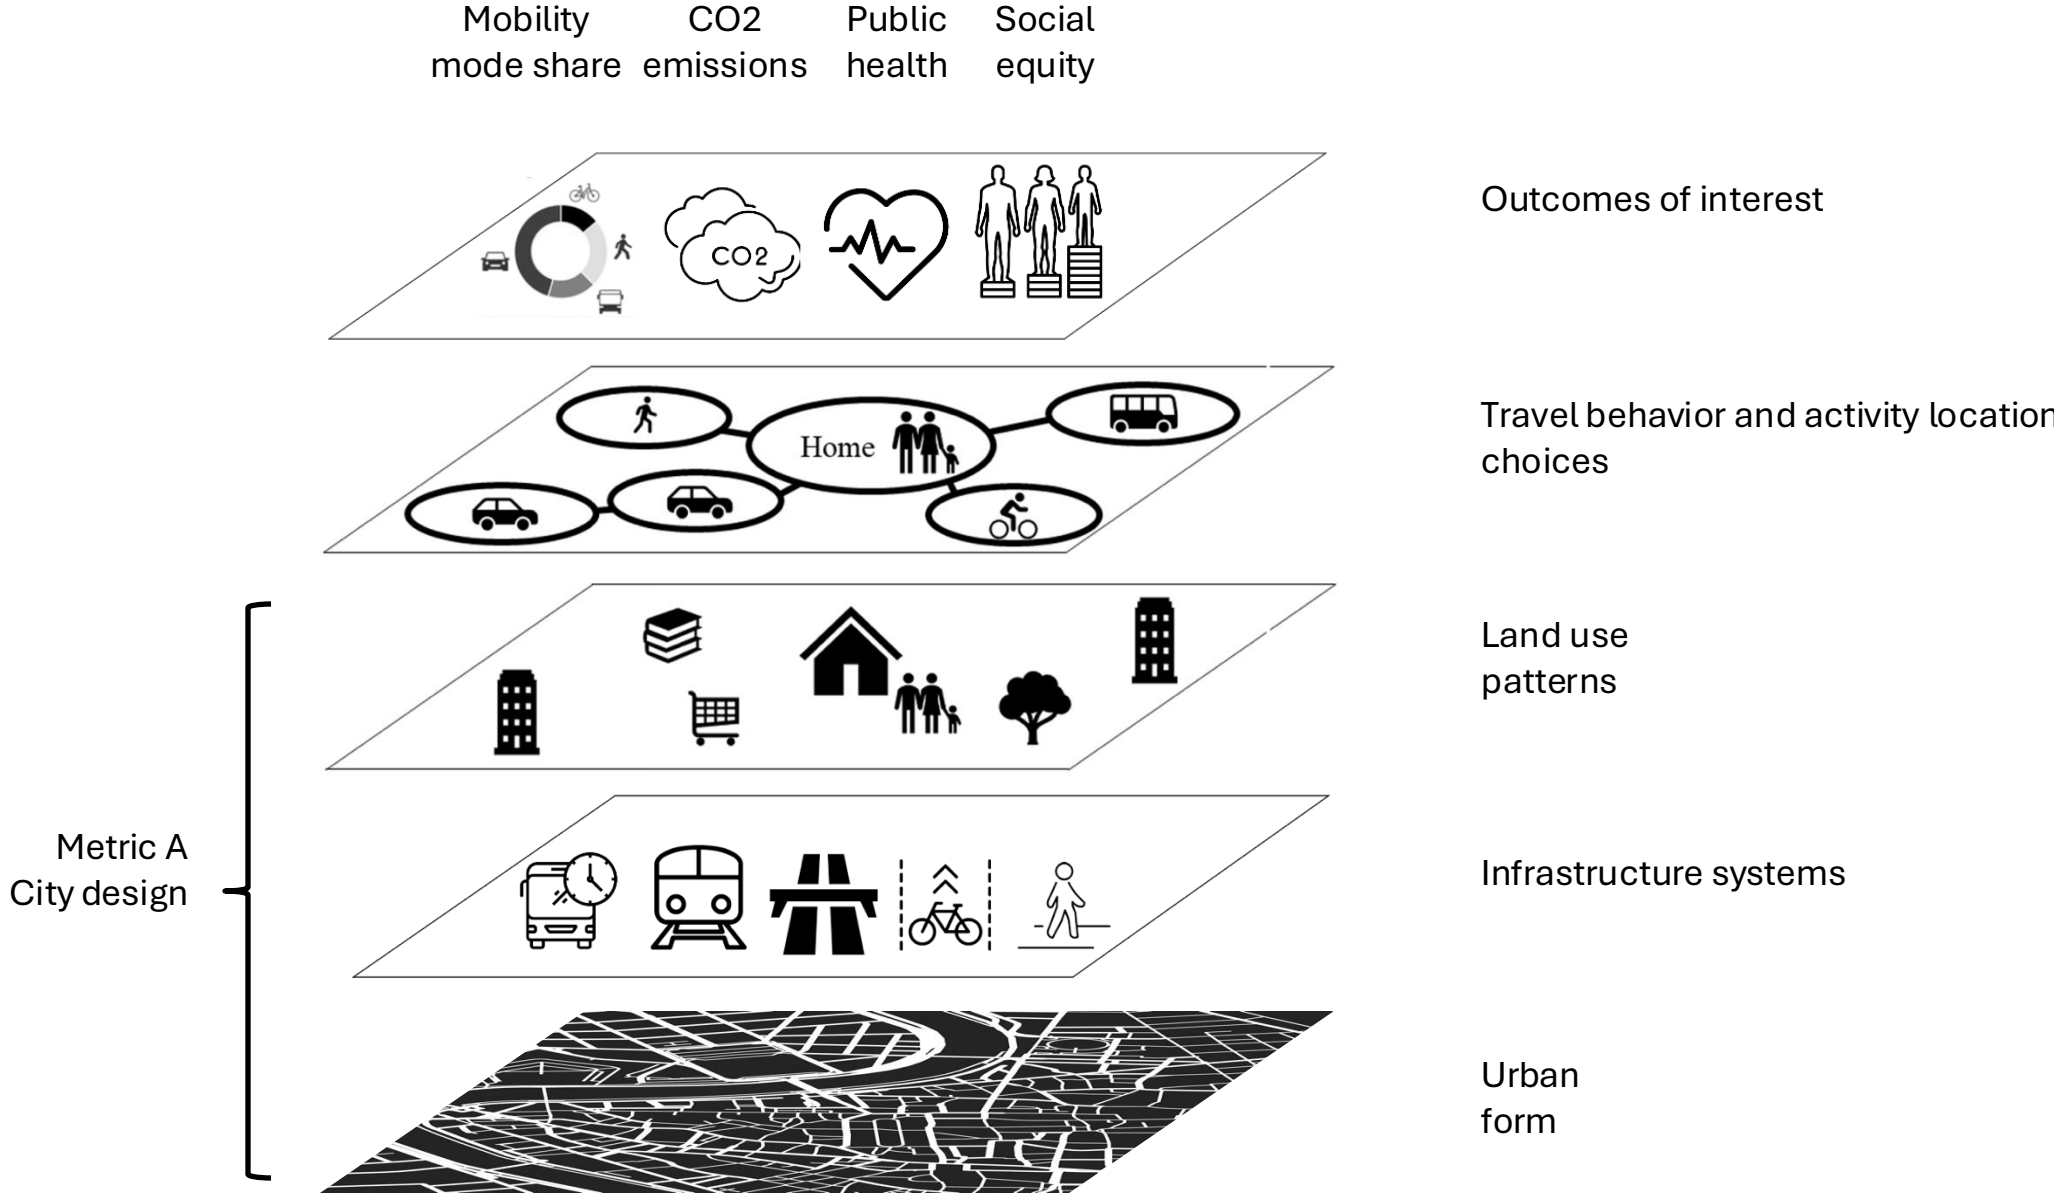 Mobility
mode share
CO2
emissions
Public
health
Social
equity
CO2
Outcomes of interest
Home
Travel behavior and activity location
choices
Land use
patterns
Metric A
City design
Infrastructure systems
Urban
form